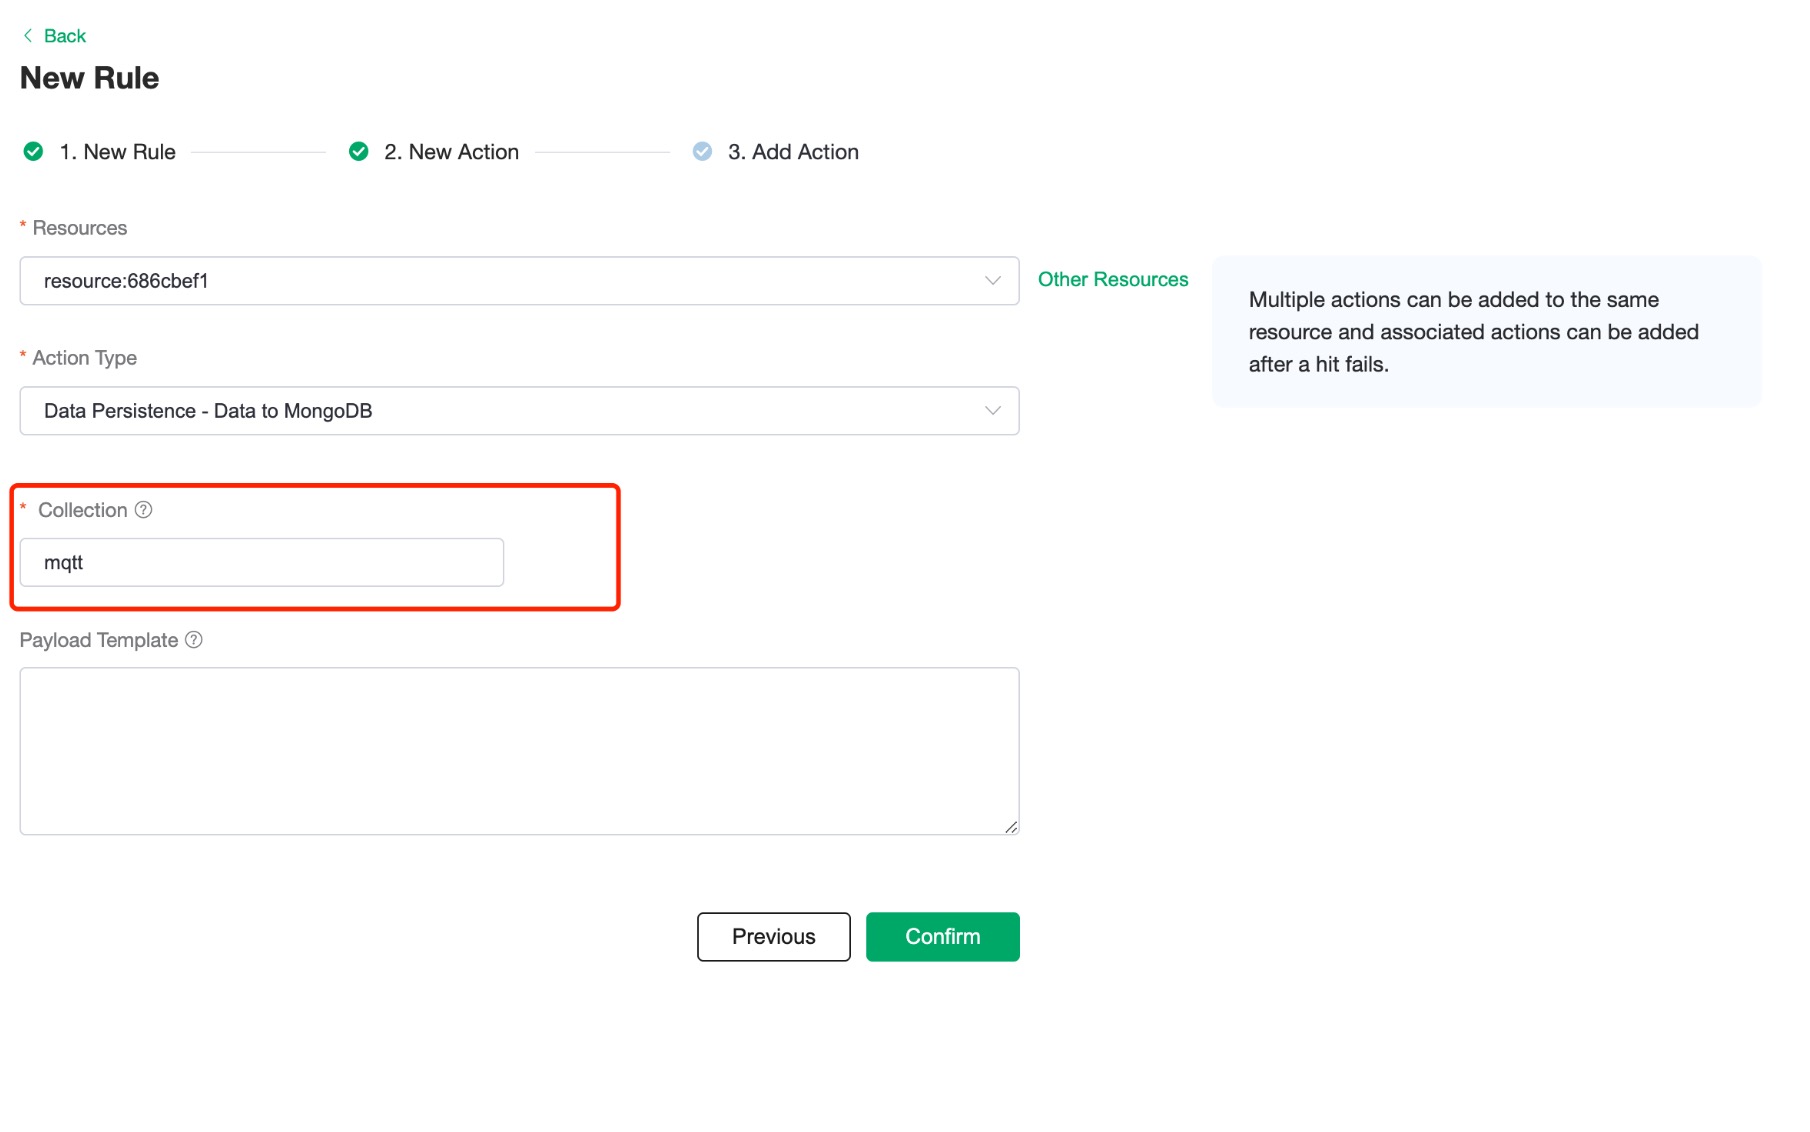 Back
New Rule
1. New Rule
2. New Action
3. Add Action
* Resources
resource:686cbef1
Other Resources
Multiple actions can be added to the same
resource and associated actions can be added
after a hit fails.
* Action Type
Data Persistence - Data to MongoDB
* Collection ?
mqtt
Payload Template ?
Previous
Confirm